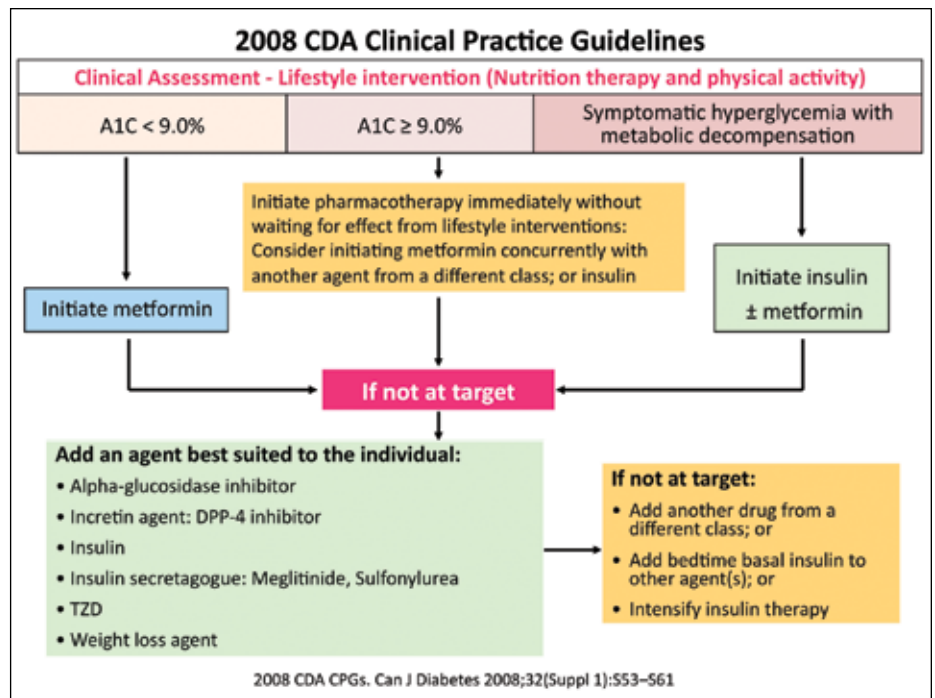 2008 CDA Clinical Practice Guidelines
Clinical Assessment - Lifestyle intervention (Nutrition therapy and physical activity)
A1C < 9.0%
A1C ≥ 9.0%
Symptomatic hyperglycemia with
metabolic decompensation
Initiate pharmacotherapy immediately without
waiting for effect from lifestyle interventions:
Consider initiating metformin concurrently with
another agent from a different class; or insulin
Initiate metformin
Initiate insulin
± metformin
If not at target
Add an agent best suited to the individual:
• Alpha-glucosidase inhibitor
• Incretin agent: DPP-4 inhibitor
• Insulin
• Insulin secretagogue: Meglitinide, Sulfonylurea
• TZD
• Weight loss agent
If not at target:
• Add another drug from a
different class; or
• Add bedtime basal insulin to
other agent(s); or
• Intensify insulin therapy
2008 CDA CPGs. Can J Diabetes 2008;32(Suppl 1):S53–S61